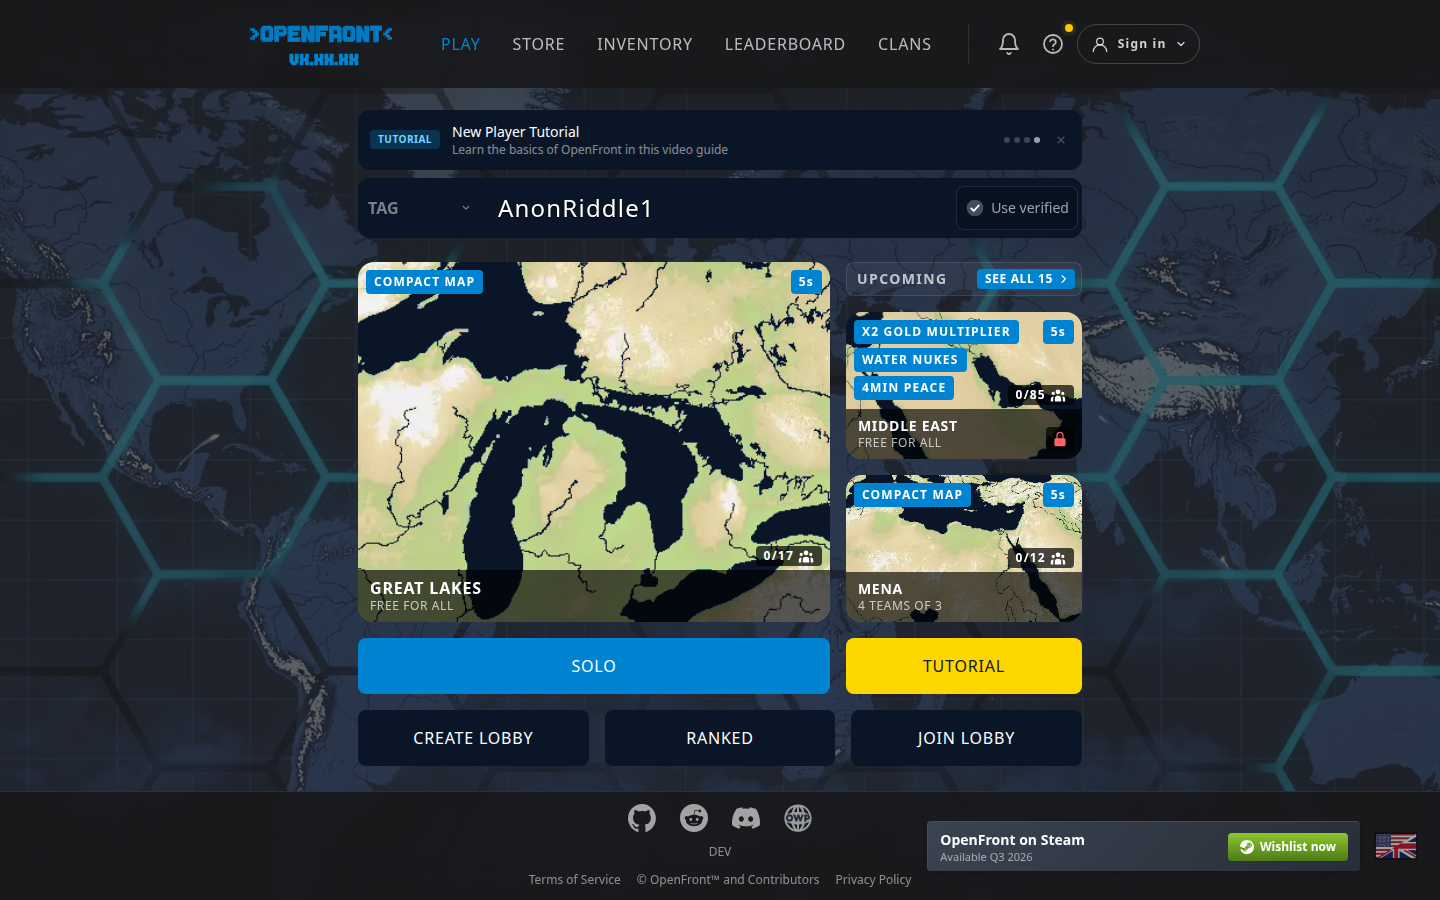 >OPENFRONT<
VX.XX.XX
PLAY
STORE
INVENTORY
LEADERBOARD
CLANS
Sign in
TUTORIAL
New Player Tutorial
Learn the basics of OpenFront in this video guide
TAG
AnonRiddle1
Use verified
COMPACT MAP
5s
0/17
GREAT LAKES
FREE FOR ALL
UPCOMING
SEE ALL 15 >
X2 GOLD MULTIPLIER
5s
WATER NUKES
4MIN PEACE
0/85
MIDDLE EAST
FREE FOR ALL
COMPACT MAP
5s
0/12
MENA
4 TEAMS OF 3
SOLO
TUTORIAL
CREATE LOBBY
RANKED
JOIN LOBBY
OWP
DEV
Terms of Service
© OpenFront™ and Contributors
Privacy Policy
OpenFront on Steam
Available Q3 2026
Wishlist now